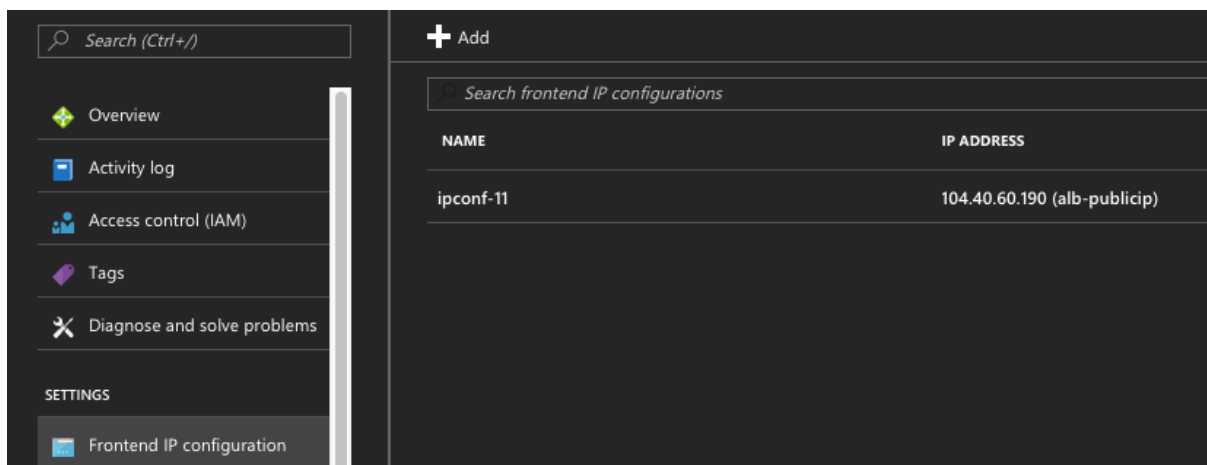 Search (Ctrl+/)
Overview
Activity log
Access control (IAM)
Tags
Diagnose and solve problems
SETTINGS
Frontend IP configuration
Add
Search frontend IP configurations
NAME IP ADDRESS
ipconf-11 104.40.60.190 (alb-publicip)